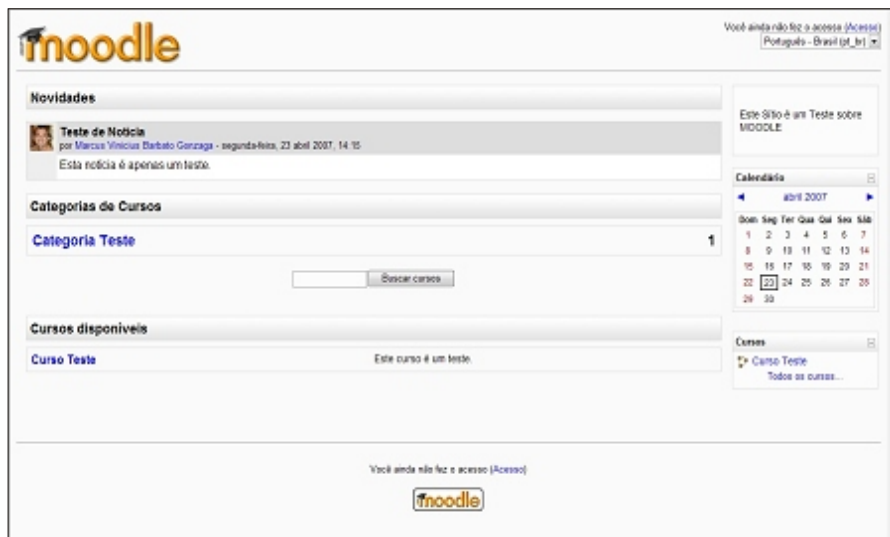 moodle
Você ainda não fez o acesso (Acesso)
Português - Brasil (pt_br)
Novidades
Teste de Notícia
por Marcus Vinicius Barbato Gonzaga - segunda-feira, 23 abril 2007, 14:15
Esta notícia é apenas um teste.
Categorias de Cursos
Categoria Teste 1
Buscar cursos
Cursos disponíveis
Curso Teste Este curso é um teste.
Este Sítio é um Teste sobre
MOODLE
Calendário
abril 2007
Dom Seg Ter Qua Qui Sex Sáb
1 2 3 4 5 6 7
8 9 10 11 12 13 14
15 16 17 18 19 20 21
22 23 24 25 26 27 28
29 30
Cursos
Curso Teste
Todos os cursos...
Você ainda não fez o acesso (Acesso)
moodle